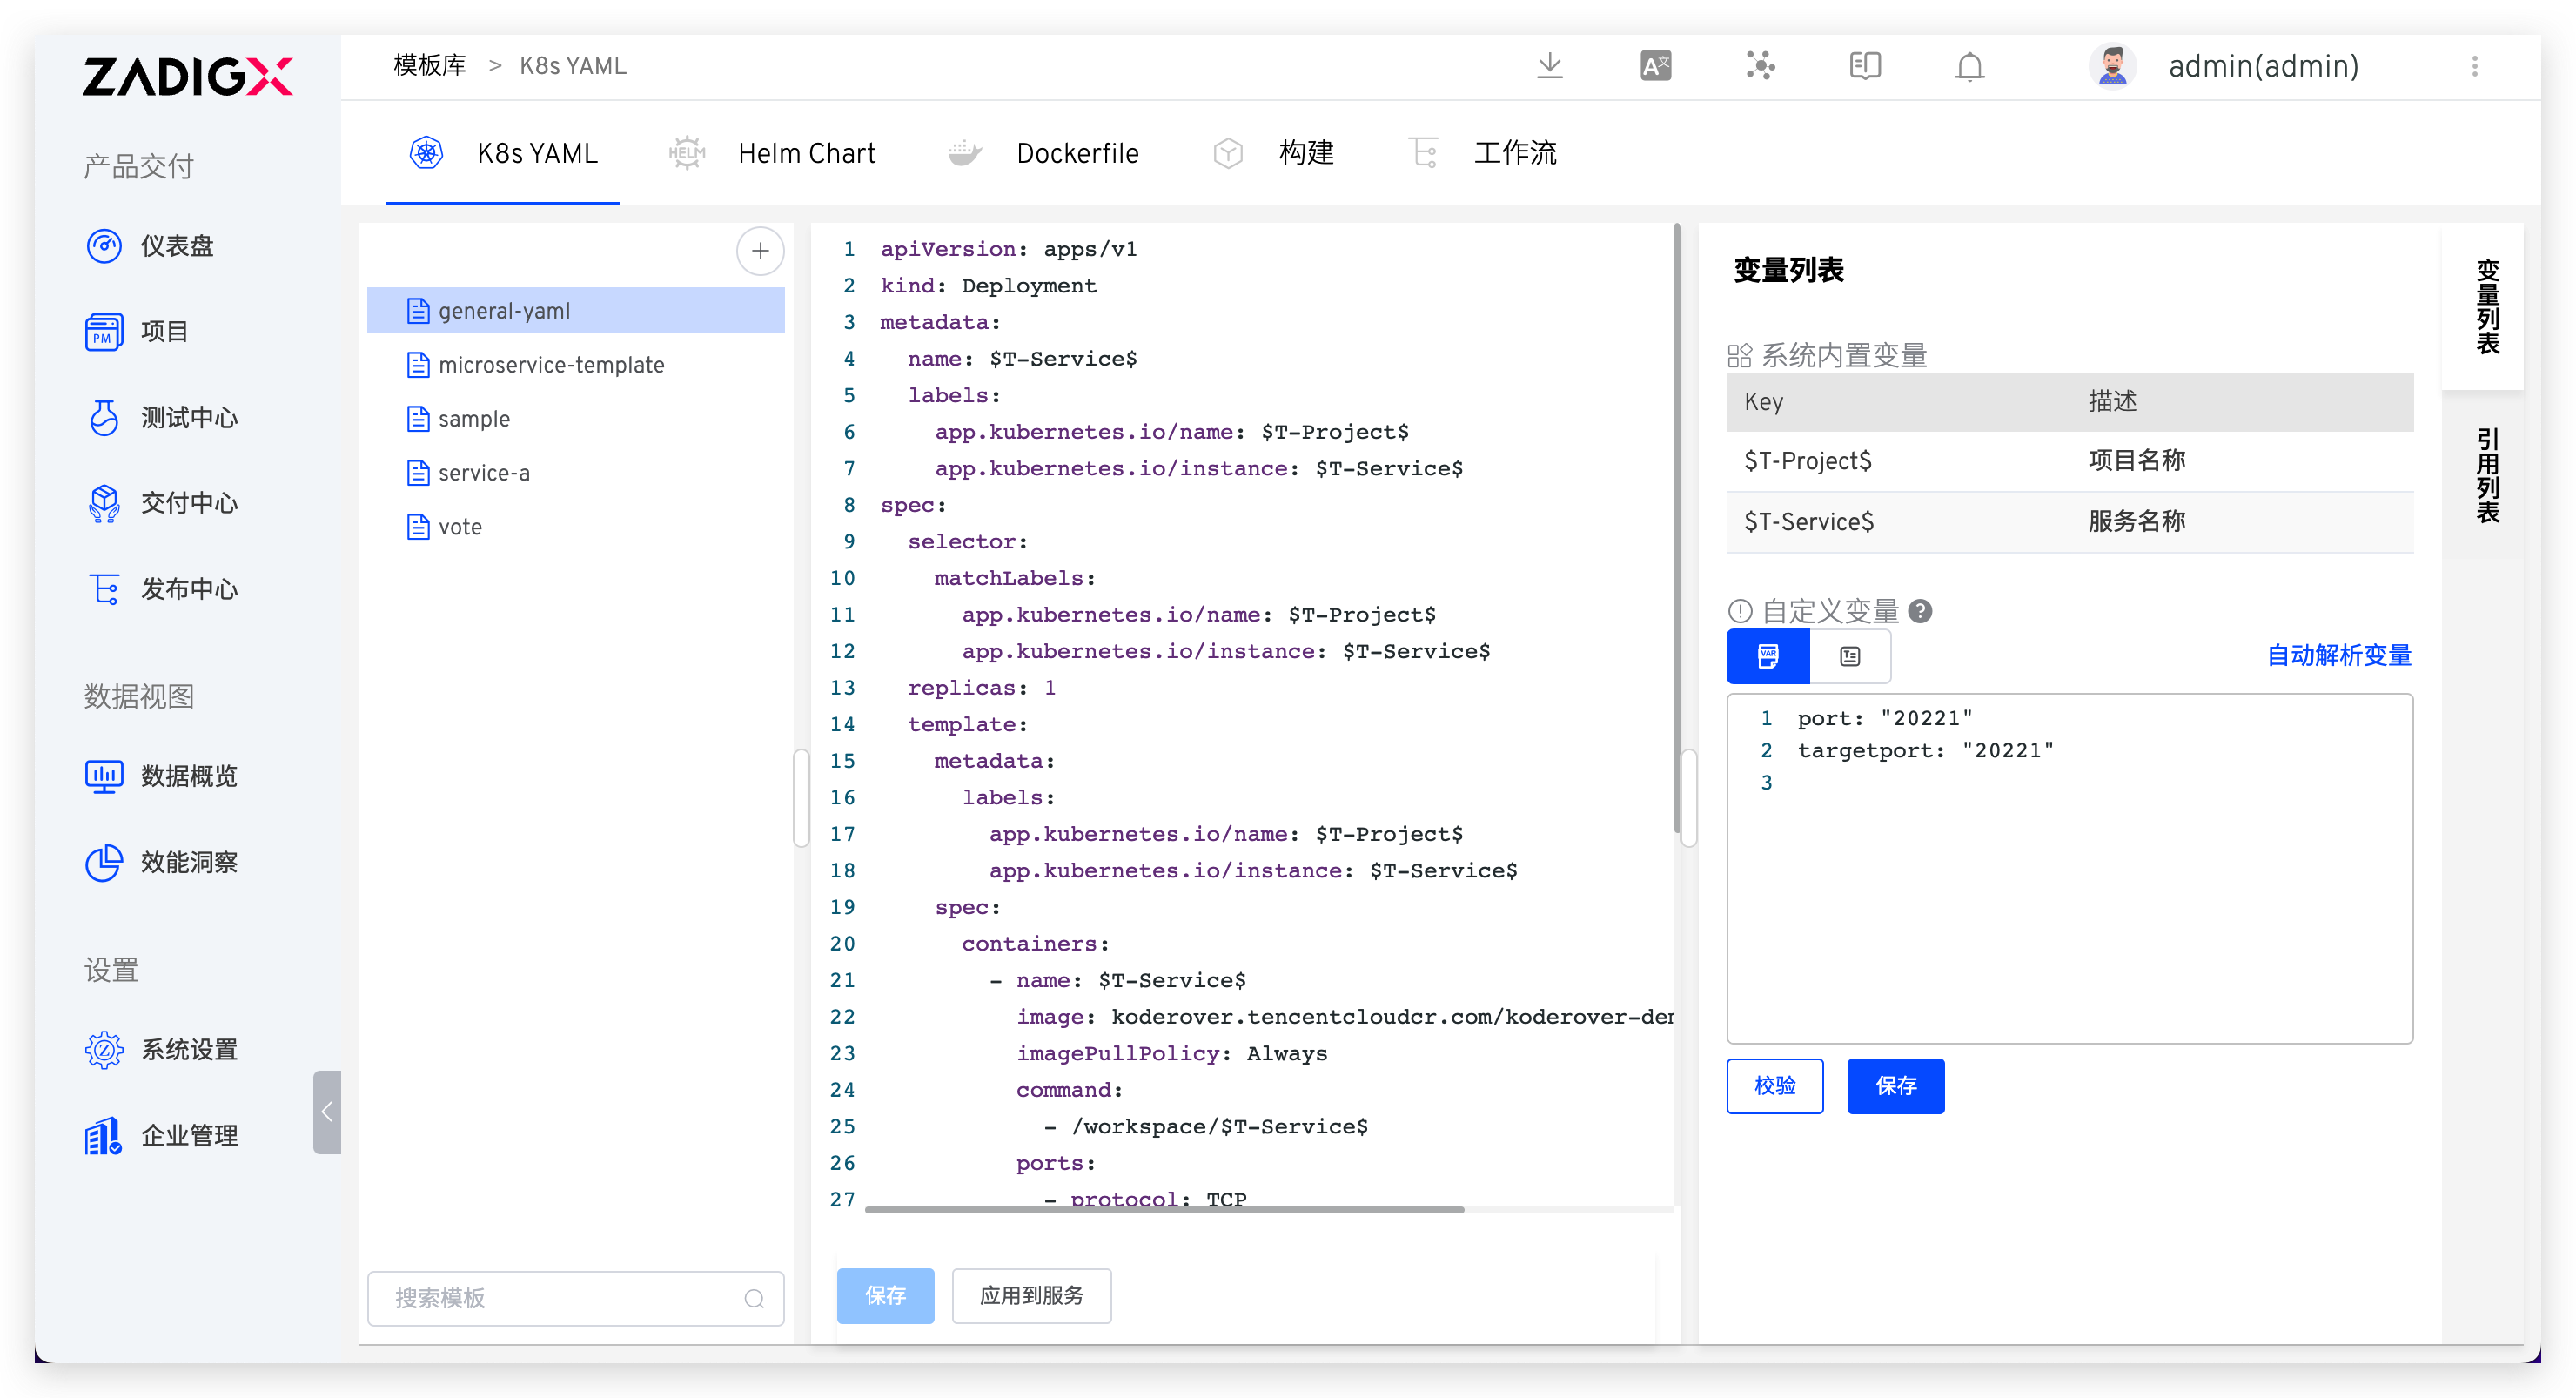 ZADIGX
产品交付
仪表盘
项目
测试中心
交付中心
发布中心
数据视图
数据概览
效能洞察
设置
系统设置
企业管理
模板库 > K8s YAML
admin(admin)
K8s YAML
Helm Chart
Dockerfile
构建
工作流
general-yaml
microservice-template
sample
service-a
vote
搜索模板
1 apiVersion: apps/v1
2 kind: Deployment
3 metadata:
4 name: $T-Service$
5 labels:
6 app.kubernetes.io/name: $T-Project$
7 app.kubernetes.io/instance: $T-Service$
8 spec:
9 selector:
10 matchLabels:
11 app.kubernetes.io/name: $T-Project$
12 app.kubernetes.io/instance: $T-Service$
13 replicas: 1
14 template:
15 metadata:
16 labels:
17 app.kubernetes.io/name: $T-Project$
18 app.kubernetes.io/instance: $T-Service$
19 spec:
20 containers:
21 - name: $T-Service$
22 image: koderover.tencentcloudcr.com/koderover-den
23 imagePullPolicy: Always
24 command:
25 - /workspace/$T-Service$
26 ports:
27 - protocol: TCP
保存
应用到服务
变量列表
系统内置变量
Key 描述
$T-Project$ 项目名称
$T-Service$ 服务名称
自定义变量
自动解析变量
1 port: "20221"
2 targetport: "20221"
3
校验
保存
变量列表
引用列表